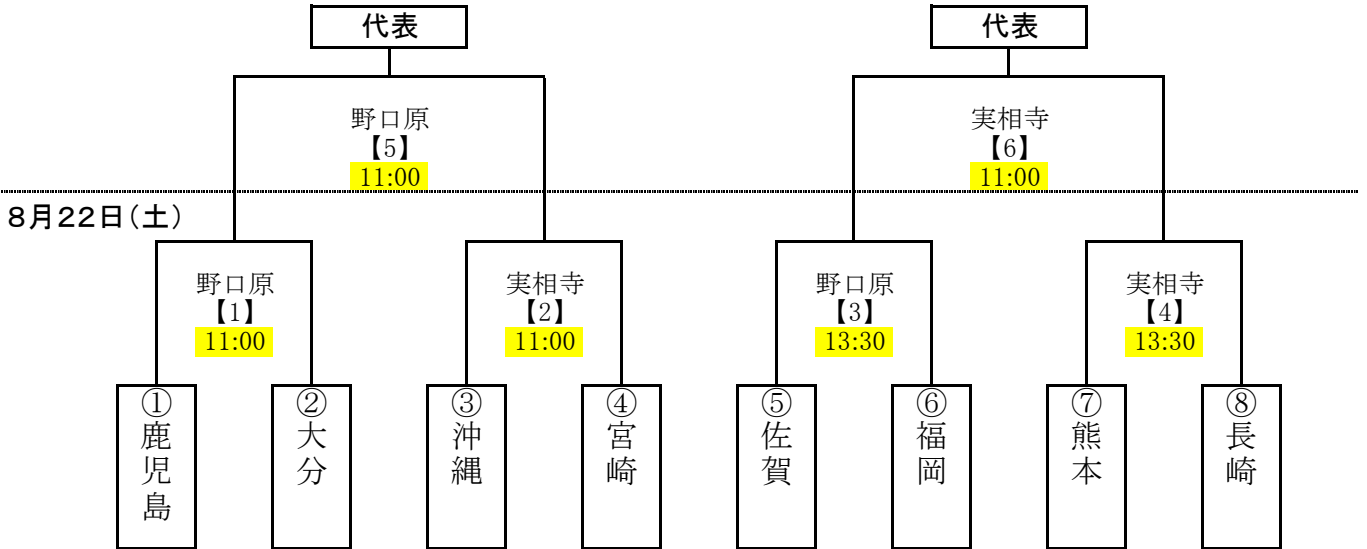 代表
代表
野口原
【5】
11:00
実相寺
【6】
11:00
8月22日(土)
野口原
【1】
11:00
実相寺
【2】
11:00
野口原
【3】
13:30
実相寺
【4】
13:30
①鹿児島
②大分
③沖縄
④宮崎
⑤佐賀
⑥福岡
⑦熊本
⑧長崎